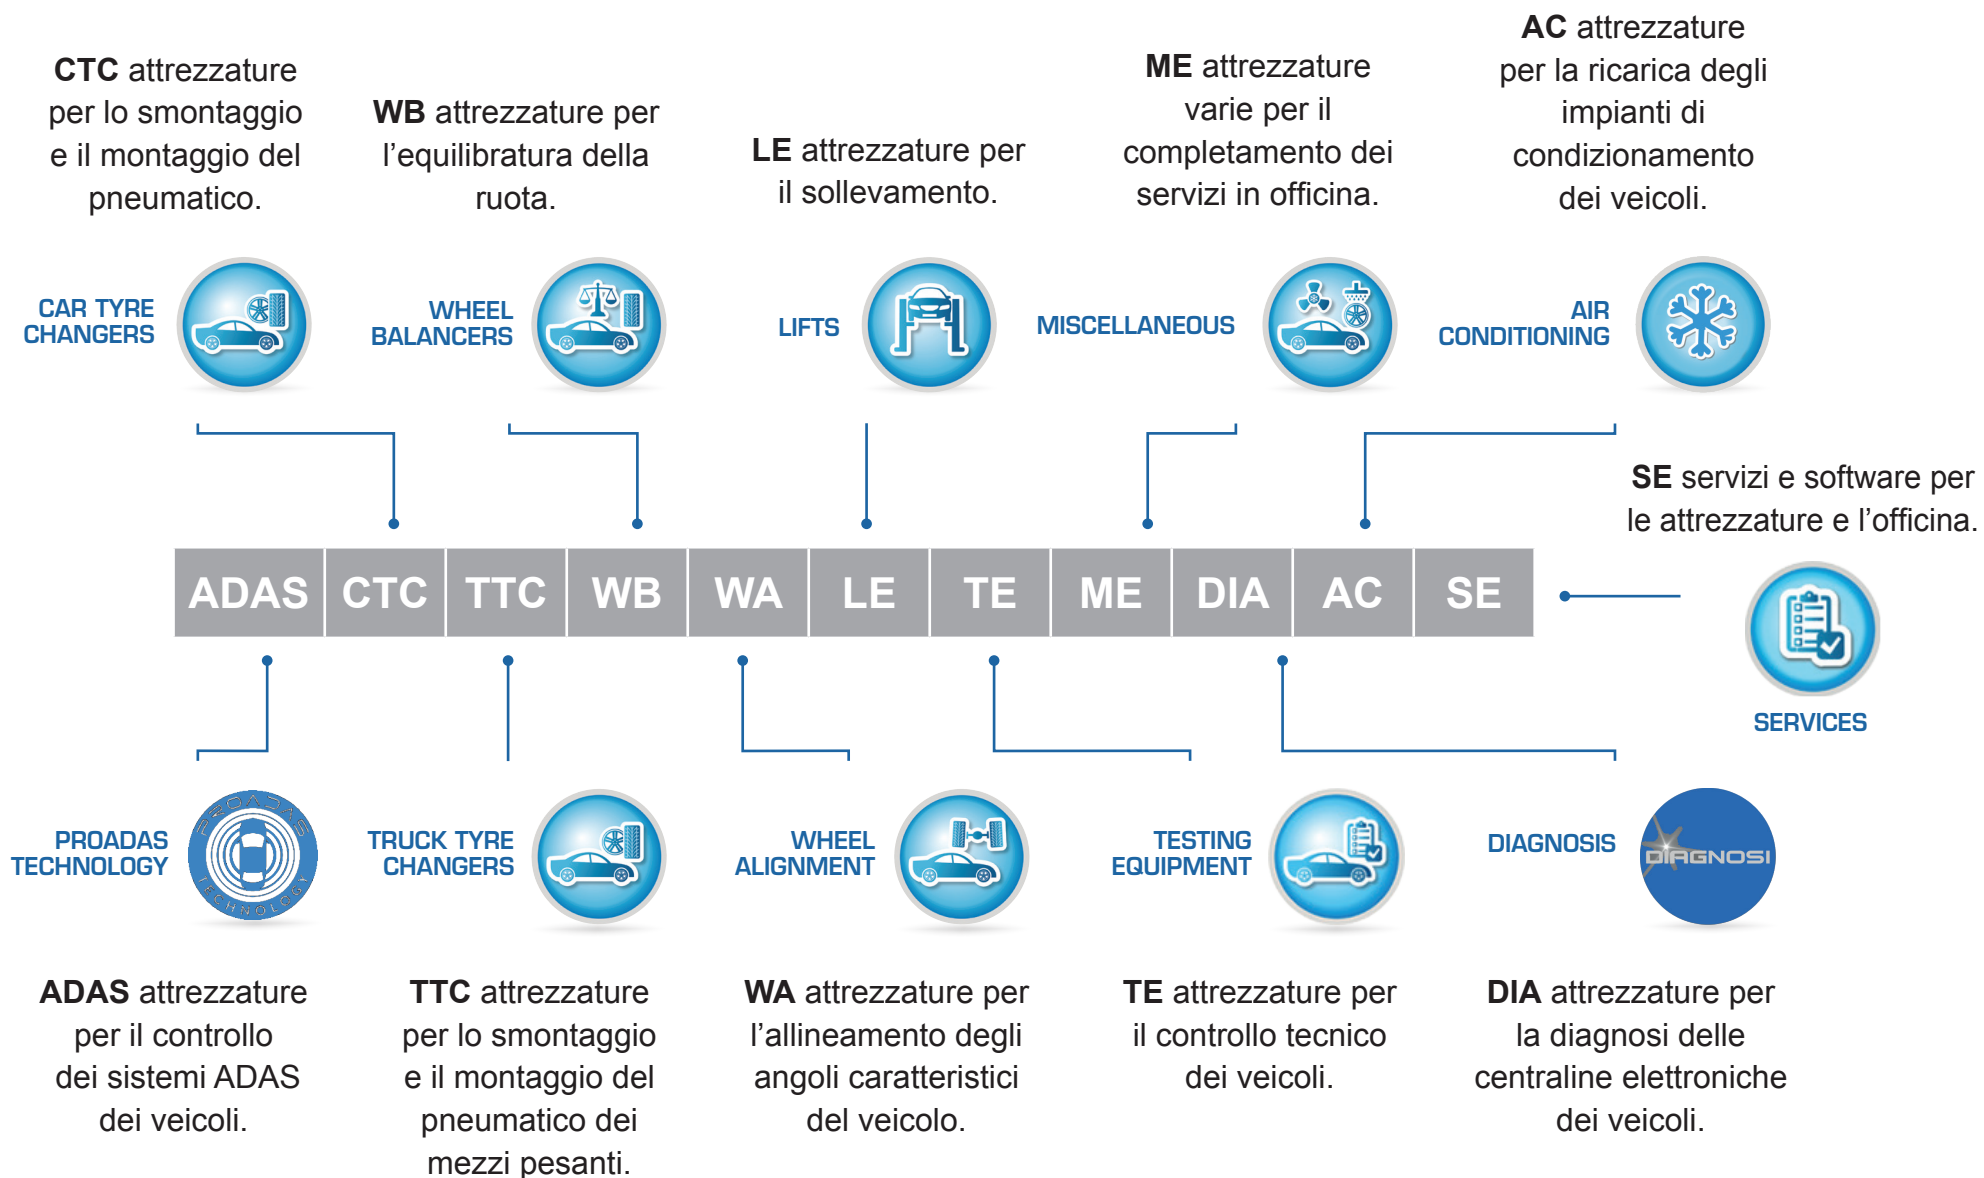 CTC attrezzature
per lo smontaggio
e il montaggio del
pneumatico.
WB attrezzature per
l’equilibratura della
ruota.
LE attrezzature per
il sollevamento.
ME attrezzature
varie per il
completamento dei
servizi in officina.
AC attrezzature
per la ricarica degli
impianti di
condizionamento
dei veicoli.
CAR TYRE
CHANGERS
WHEEL
BALANCERS
LIFTS
MISCELLANEOUS
AIR
CONDITIONING
SE servizi e software per
le attrezzature e l’officina.
ADAS CTC TTC WB WA LE TE ME DIA AC SE
SERVICES
PROADAS
TECHNOLOGY
PROADAS
TECHNOLOGY
TRUCK TYRE
CHANGERS
WHEEL
ALIGNMENT
TESTING
EQUIPMENT
DIAGNOSIS
DIAGNOSI
ADAS attrezzature
per il controllo
dei sistemi ADAS
dei veicoli.
TTC attrezzature
per lo smontaggio
e il montaggio del
pneumatico dei
mezzi pesanti.
WA attrezzature per
l’allineamento degli
angoli caratteristici
del veicolo.
TE attrezzature per
il controllo tecnico
dei veicoli.
DIA attrezzature per
la diagnosi delle
centraline elettroniche
dei veicoli.